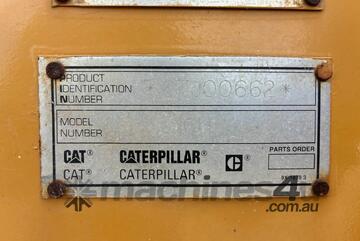 PRODUCT
IDENTIFICATION 00662*
NUMBER
MODEL
NUMBER
PARTS ORDER
CAT® CATERPILLAR® C®
CAT® CATERPILLAR®
machines4u
.com.au